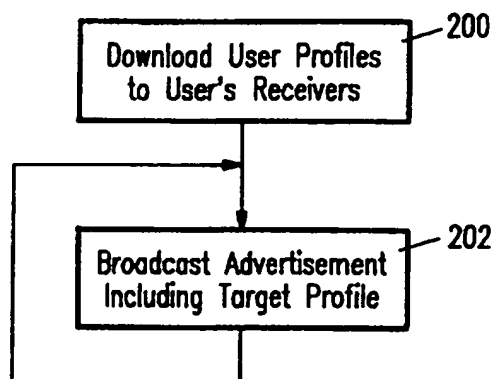 200
Download User Profiles
to User's Receivers
202
Broadcast Advertisement
Including Target Profile